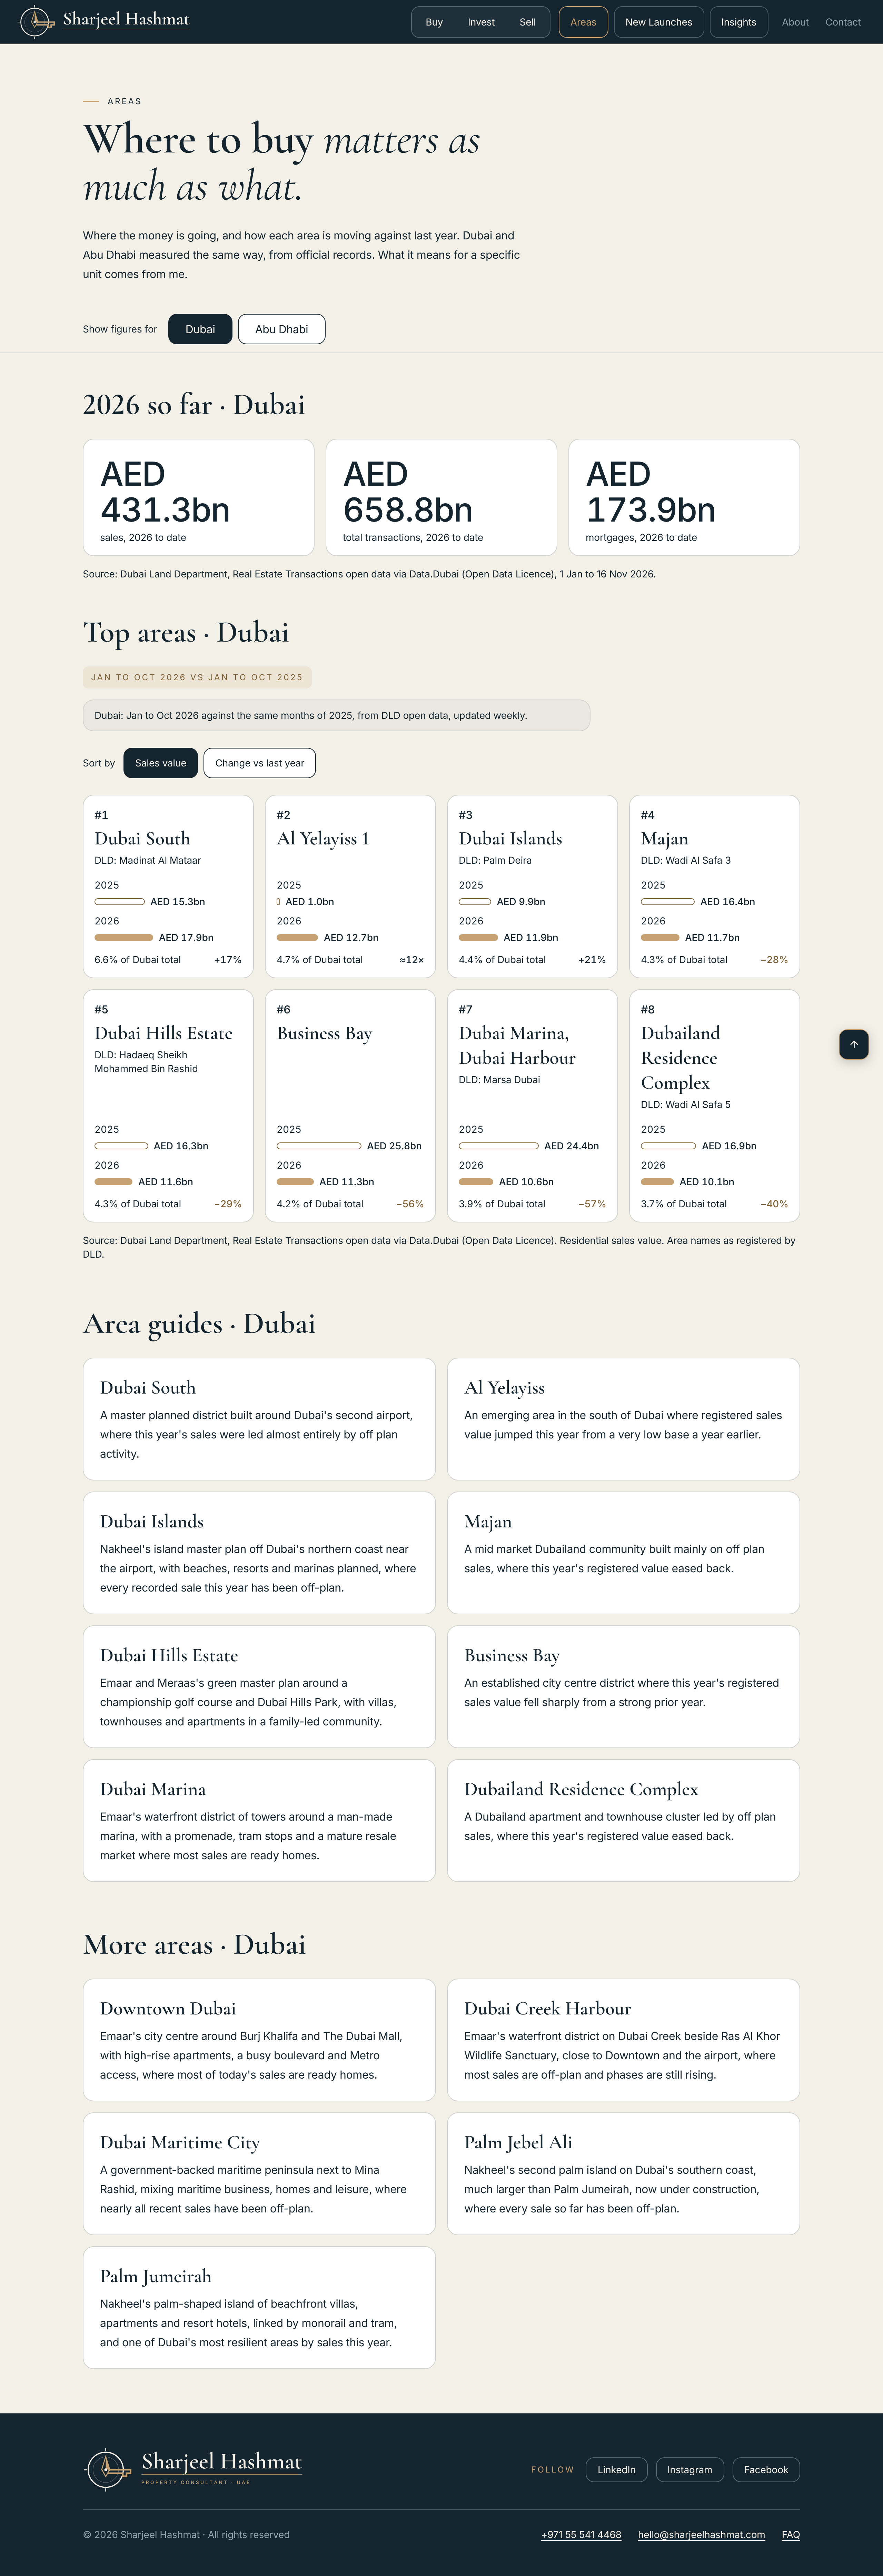 Sharjeel Hashmat
Buy Invest Sell Areas New Launches Insights About Contact
AREAS
Where to buy matters as
much as what.
Where the money is going, and how each area is moving against last year. Dubai and
Abu Dhabi measured the same way, from official records. What it means for a specific
unit comes from me.
Show figures for Dubai Abu Dhabi
2026 so far · Dubai
AED
431.3bn
sales, 2026 to date
AED
658.8bn
total transactions, 2026 to date
AED
173.9bn
mortgages, 2026 to date
Source: Dubai Land Department, Real Estate Transactions open data via Data.Dubai (Open Data Licence), 1 Jan to 16 Nov 2026.
Top areas · Dubai
JAN TO OCT 2026 VS JAN TO OCT 2025
Dubai: Jan to Oct 2026 against the same months of 2025, from DLD open data, updated weekly.
Sort by Sales value Change vs last year
#1
Dubai South
DLD: Madinat Al Mataar
2025
AED 15.3bn
2026
AED 17.9bn
6.6% of Dubai total +17%
#2
Al Yelayiss 1
2025
AED 1.0bn
2026
AED 12.7bn
4.7% of Dubai total ≈12×
#3
Dubai Islands
DLD: Palm Deira
2025
AED 9.9bn
2026
AED 11.9bn
4.4% of Dubai total +21%
#4
Majan
DLD: Wadi Al Safa 3
2025
AED 16.4bn
2026
AED 11.7bn
4.3% of Dubai total −28%
#5
Dubai Hills Estate
DLD: Hadaeq Sheikh
Mohammed Bin Rashid
2025
AED 16.3bn
2026
AED 11.6bn
4.3% of Dubai total −29%
#6
Business Bay
2025
AED 25.8bn
2026
AED 11.3bn
4.2% of Dubai total −56%
#7
Dubai Marina,
Dubai Harbour
DLD: Marsa Dubai
2025
AED 24.4bn
2026
AED 10.6bn
3.9% of Dubai total −57%
#8
Dubailand
Residence
Complex
DLD: Wadi Al Safa 5
2025
AED 16.9bn
2026
AED 10.1bn
3.7% of Dubai total −40%
Source: Dubai Land Department, Real Estate Transactions open data via Data.Dubai (Open Data Licence). Residential sales value. Area names as registered by
DLD.
Area guides · Dubai
Dubai South
A master planned district built around Dubai's second airport,
where this year's sales were led almost entirely by off plan
activity.
Al Yelayiss
An emerging area in the south of Dubai where registered sales
value jumped this year from a very low base a year earlier.
Dubai Islands
Nakheel's island master plan off Dubai's northern coast near
the airport, with beaches, resorts and marinas planned, where
every recorded sale this year has been off-plan.
Majan
A mid market Dubailand community built mainly on off plan
sales, where this year's registered value eased back.
Dubai Hills Estate
Emaar and Meraas's green master plan around a
championship golf course and Dubai Hills Park, with villas,
townhouses and apartments in a family-led community.
Business Bay
An established city centre district where this year's registered
sales value fell sharply from a strong prior year.
Dubai Marina
Emaar's waterfront district of towers around a man-made
marina, with a promenade, tram stops and a mature resale
market where most sales are ready homes.
Dubailand Residence Complex
A Dubailand apartment and townhouse cluster led by off plan
sales, where this year's registered value eased back.
More areas · Dubai
Downtown Dubai
Emaar's city centre around Burj Khalifa and The Dubai Mall,
with high-rise apartments, a busy boulevard and Metro
access, where most of today's sales are ready homes.
Dubai Creek Harbour
Emaar's waterfront district on Dubai Creek beside Ras Al Khor
Wildlife Sanctuary, close to Downtown and the airport, where
most sales are off-plan and phases are still rising.
Dubai Maritime City
A government-backed maritime peninsula next to Mina
Rashid, mixing maritime business, homes and leisure, where
nearly all recent sales have been off-plan.
Palm Jebel Ali
Nakheel's second palm island on Dubai's southern coast,
much larger than Palm Jumeirah, now under construction,
where every sale so far has been off-plan.
Palm Jumeirah
Nakheel's palm-shaped island of beachfront villas,
apartments and resort hotels, linked by monorail and tram,
and one of Dubai's most resilient areas by sales this year.
Sharjeel Hashmat
PROPERTY CONSULTANT · UAE
FOLLOW LinkedIn Instagram Facebook
© 2026 Sharjeel Hashmat · All rights reserved
+971 55 541 4468 hello@sharjeelhashmat.com FAQ